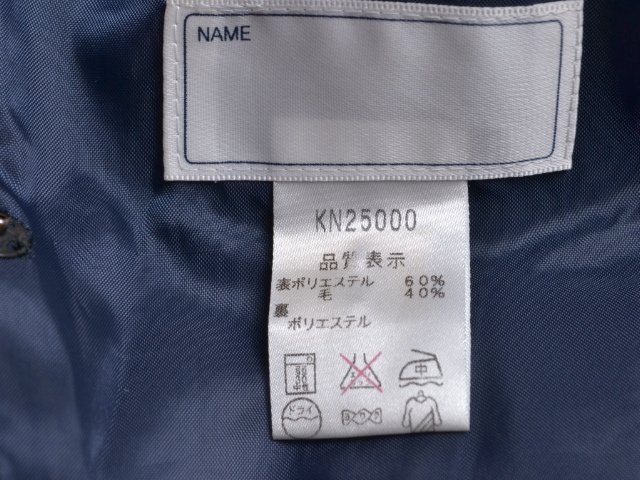 NAME
KN25000
品質表示
表ポリエステル 60%
毛 40%
裏
ポリエステル
中
ドライ